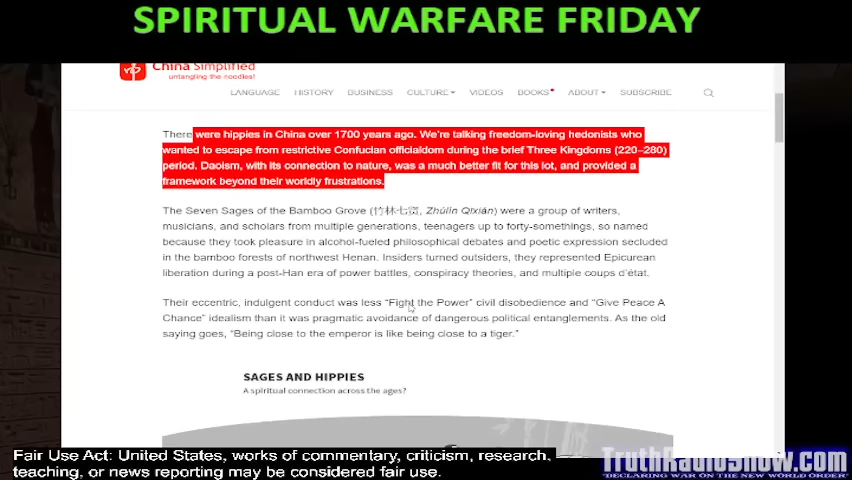 SPIRITUAL WARFARE FRIDAY
China Simplified
untangling the noodles!
LANGUAGE HISTORY BUSINESS CULTURE VIDEOS BOOKS ABOUT SUBSCRIBE
There were hippies in China over 1700 years ago. We're talking freedom-loving hedonists who
wanted to escape from restrictive Confucian officialdom during the brief Three Kingdoms (220–280)
period. Daoism, with its connection to nature, was a much better fit for this lot, and provided a
framework beyond their worldly frustrations.
The Seven Sages of the Bamboo Grove (竹林七贤, Zhúlín Qīxián) were a group of writers,
musicians, and scholars from multiple generations, teenagers up to forty-somethings, so named
because they took pleasure in alcohol-fueled philosophical debates and poetic expression secluded
in the bamboo forests of northwest Henan. Insiders turned outsiders, they represented Epicurean
liberation during a post-Han era of power battles, conspiracy theories, and multiple coups d'état.
Their eccentric, indulgent conduct was less “Fight the Power” civil disobedience and “Give Peace A
Chance” idealism than it was pragmatic avoidance of dangerous political entanglements. As the old
saying goes, “Being close to the emperor is like being close to a tiger.”
SAGES AND HIPPIES
A spiritual connection across the ages?
Fair Use Act: United States, works of commentary, criticism, research,
teaching, or news reporting may be considered fair use.
TruthRadioShow.com
DECLARING WAR ON THE NEW WORLD ORDER